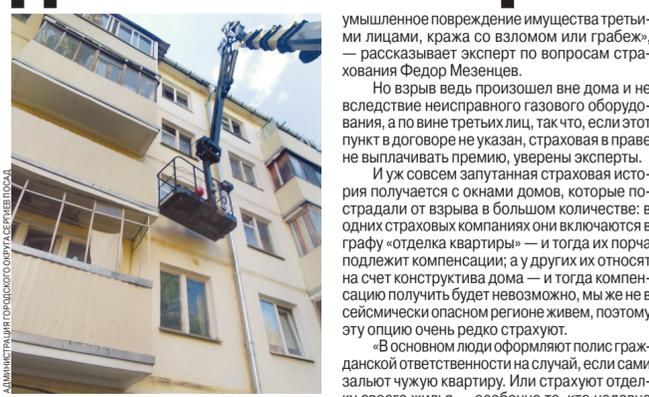 умышленное повреждение имущества третьи-
ми лицами, кража со взломом или грабеж»,
— рассказывает эксперт по вопросам стра-
хования Федор Мезенцев.
Но взрыв ведь произошел вне дома и не
вследствие неисправного газового оборудо-
вания, а по вине третьих лиц, так что, если этот
пункт в договоре не указан, страховая в праве
не выплачивать премию, уверены эксперты.
И уж совсем запутанная страховая исто-
рия получается с окнами домов, которые по-
страдали от взрыва в большом количестве: в
одних страховых компаниях они включаются в
графу «отделка квартиры» — и тогда их порча
подлежит компенсации; а у других их относят
на счет конструктива дома — и тогда компен-
сацию получить будет невозможно, мы же не в
сейсмически опасном регионе живем, поэтому
эту опцию очень редко страхуют.
«В основном люди оформляют полис граж-
данской ответственности на случай, если сами
зальют чужую квартиру. Или страхуют отдел-
АДМИНИСТРАЦИЯ ГОРОДСКОГО ОКРУГА СЕРГИЕВ ПОСАД